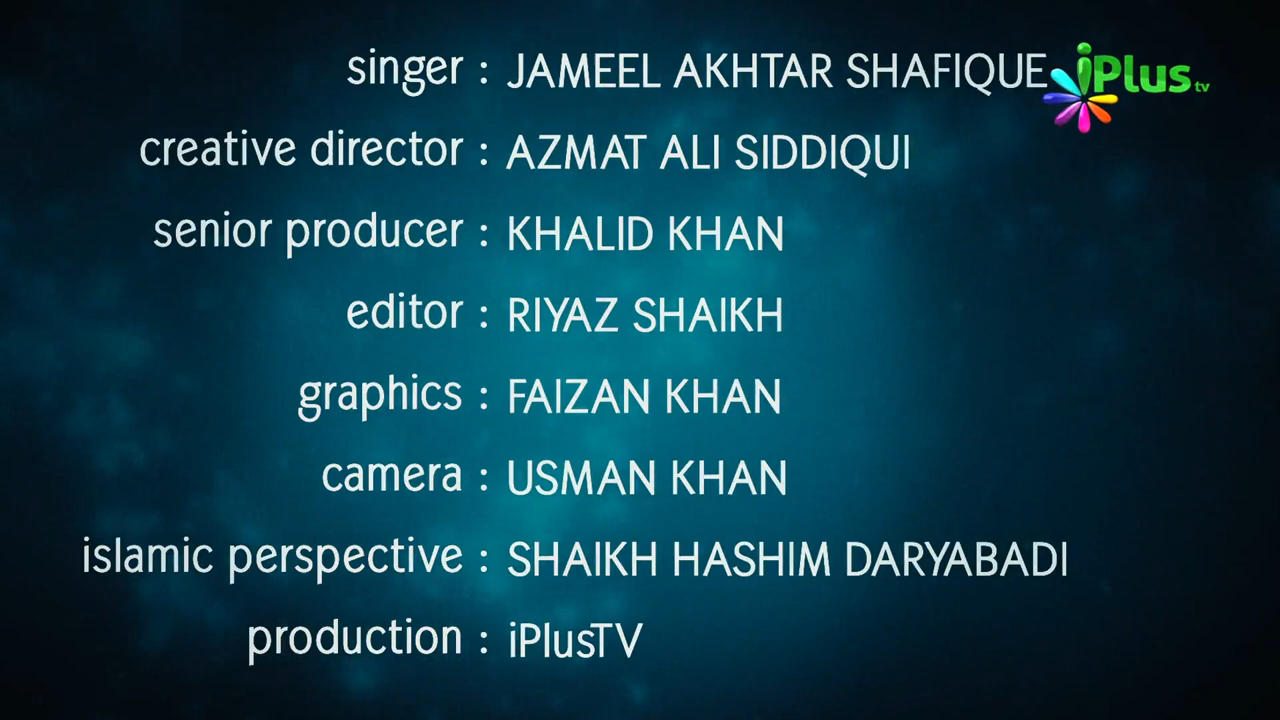 singer : JAMEEL AKHTAR SHAFIQUE
iPlus tv
creative director : AZMAT ALI SIDDIQUI
senior producer : KHALID KHAN
editor : RIYAZ SHAIKH
graphics : FAIZAN KHAN
camera : USMAN KHAN
islamic perspective : SHAIKH HASHIM DARYABADI
production : iPlusTV